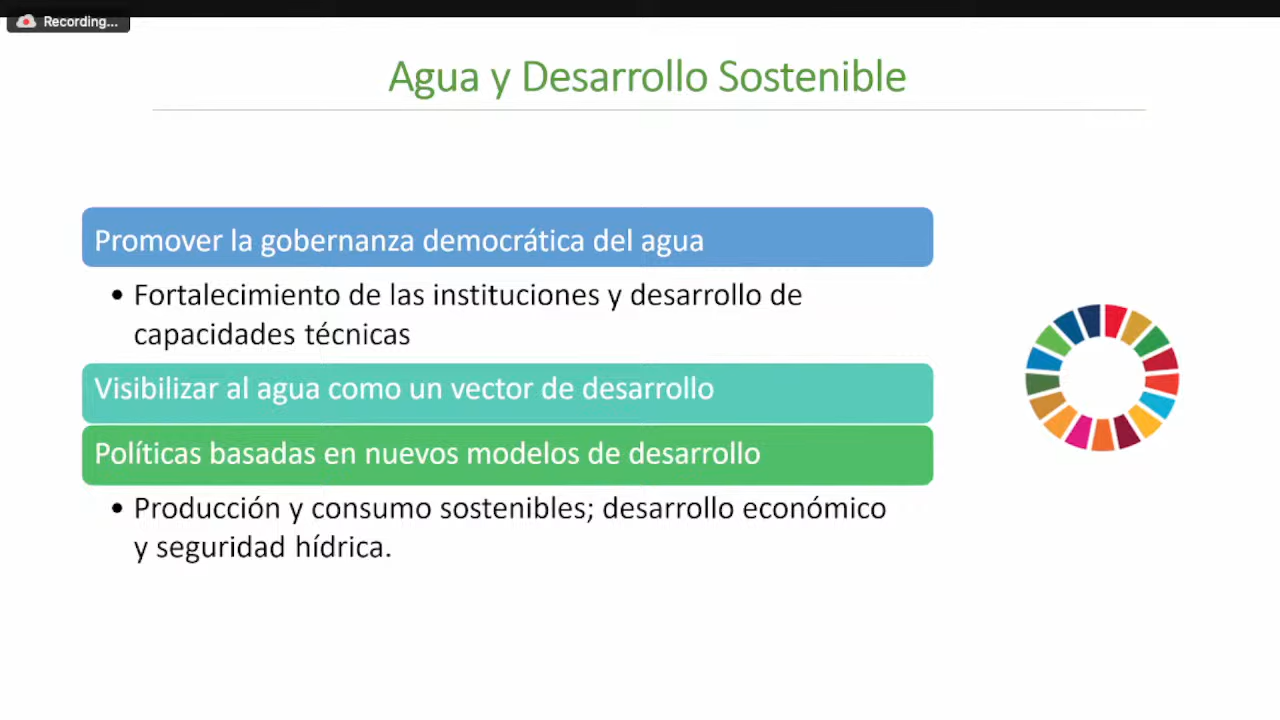 Recording...
Agua y Desarrollo Sostenible
Promover la gobernanza democrática del agua
• Fortalecimiento de las instituciones y desarrollo de
capacidades técnicas
Visibilizar al agua como un vector de desarrollo
Políticas basadas en nuevos modelos de desarrollo
• Producción y consumo sostenibles; desarrollo económico
y seguridad hídrica.